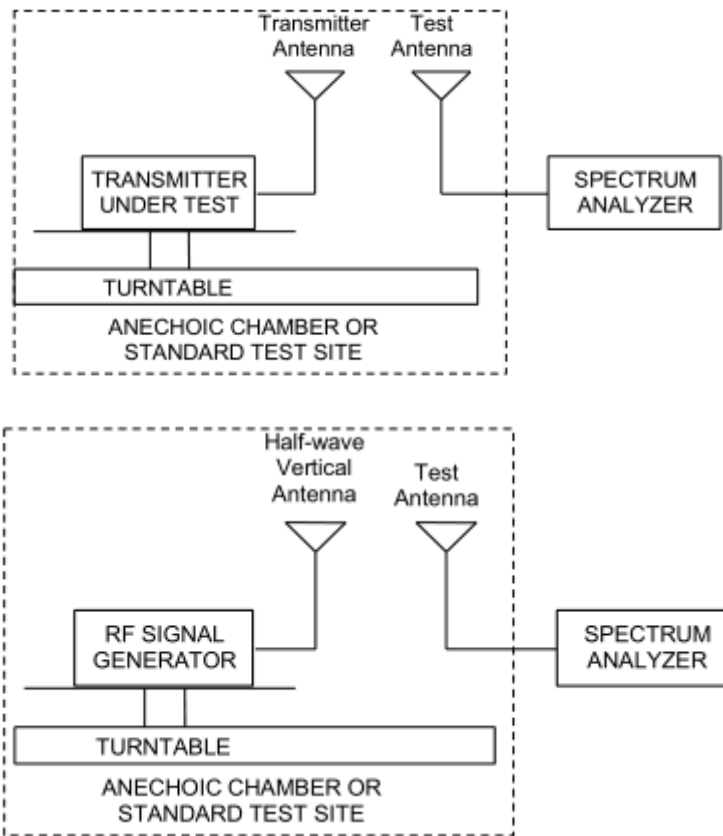 Transmitter
Antenna
Test
Antenna
TRANSMITTER
UNDER TEST
SPECTRUM
ANALYZER
TURNTABLE
ANECHOIC CHAMBER OR
STANDARD TEST SITE
Half-wave
Vertical
Antenna
Test
Antenna
RF SIGNAL
GENERATOR
SPECTRUM
ANALYZER
TURNTABLE
ANECHOIC CHAMBER OR
STANDARD TEST SITE